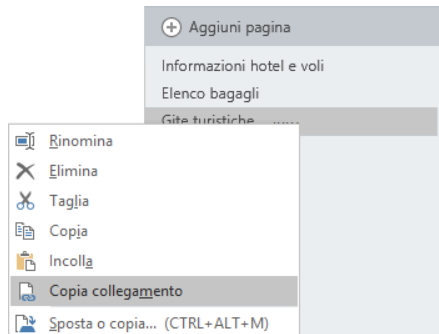 Aggiuni pagina
Informazioni hotel e voli
Elenco bagagli
Gite turistiche
Rinomina
Elimina
Taglia
Copia
Incolla
Copia collegamento
Sposta o copia... (CTRL+ALT+M)